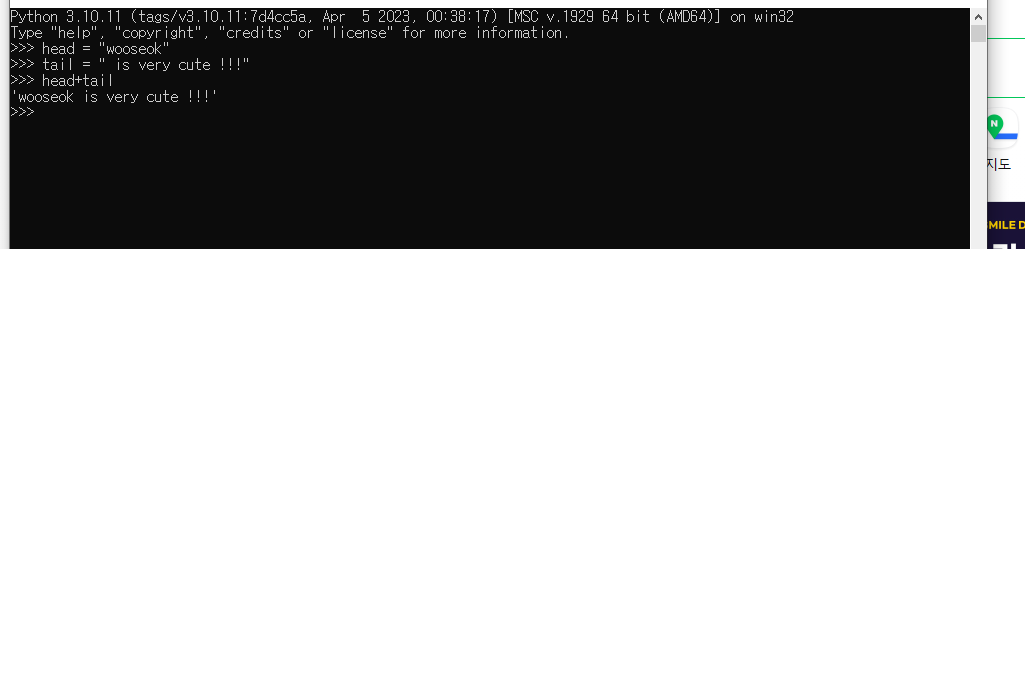 Python 3.10.11 (tags/v3.10.11:7d4cc5a, Apr  5 2023, 00:38:17) [MSC v.1929 64 bit (AMD64)] on win32
Type "help", "copyright", "credits" or "license" for more information.
>>> head = "wooseok"
>>> tail = " is very cute !!!"
>>> head+tail
'wooseok is very cute !!!'
>>>
N
지도
MILE D